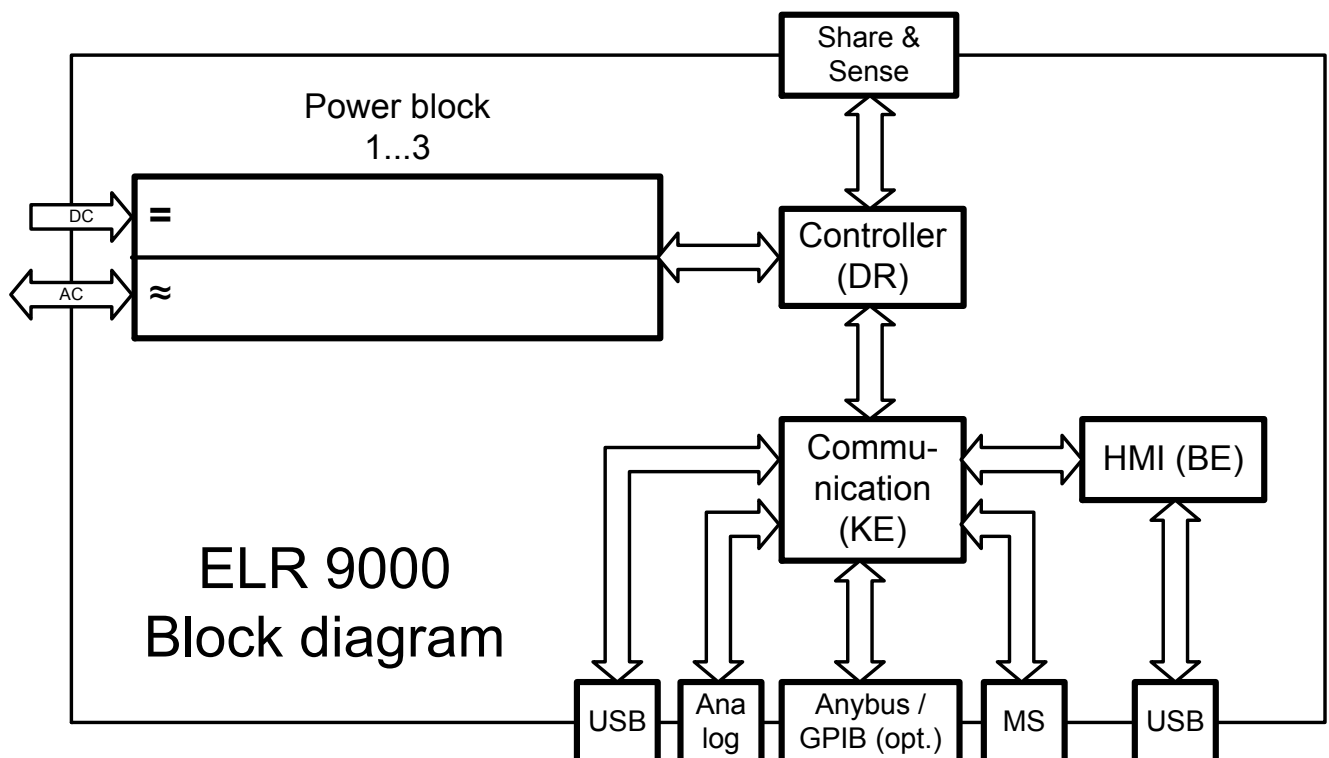 Share &
Sense
Power block
1...3
DC
=
Controller
(DR)
AC
≈
Commu-
nication
(KE)
HMI (BE)
ELR 9000
Block diagram
USB
Ana
log
Anybus /
GPIB (opt.)
MS
USB